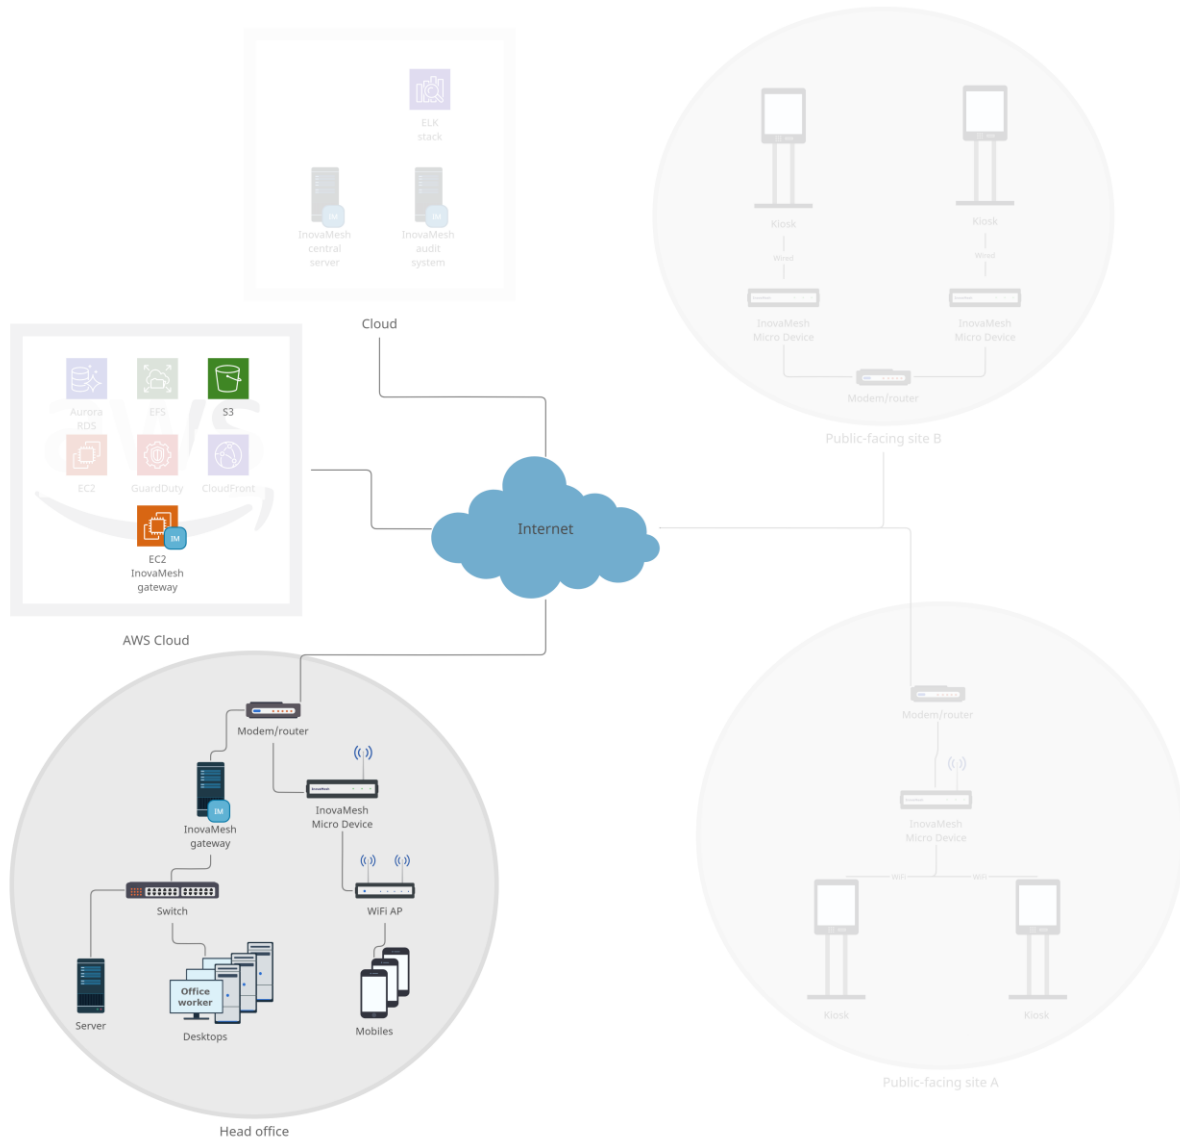 ELK
stack
IM
InovaMesh
central
server
IM
InovaMesh
audit
system
Cloud
Kiosk
Kiosk
Wired
Wired
InovaMesh
Micro Device
InovaMesh
Micro Device
Modem/router
Public-facing site B
aws
Aurora
RDS
EFS
S3
EC2
GuardDuty
CloudFront
IM
EC2
InovaMesh
gateway
AWS Cloud
Internet
Modem/router
IM
InovaMesh
gateway
InovaMesh
Micro Device
Switch
WiFi AP
Server
Office
worker
Desktops
Mobiles
Head office
Modem/router
InovaMesh
Micro Device
WiFi
WiFi
Kiosk
Kiosk
Public-facing site A